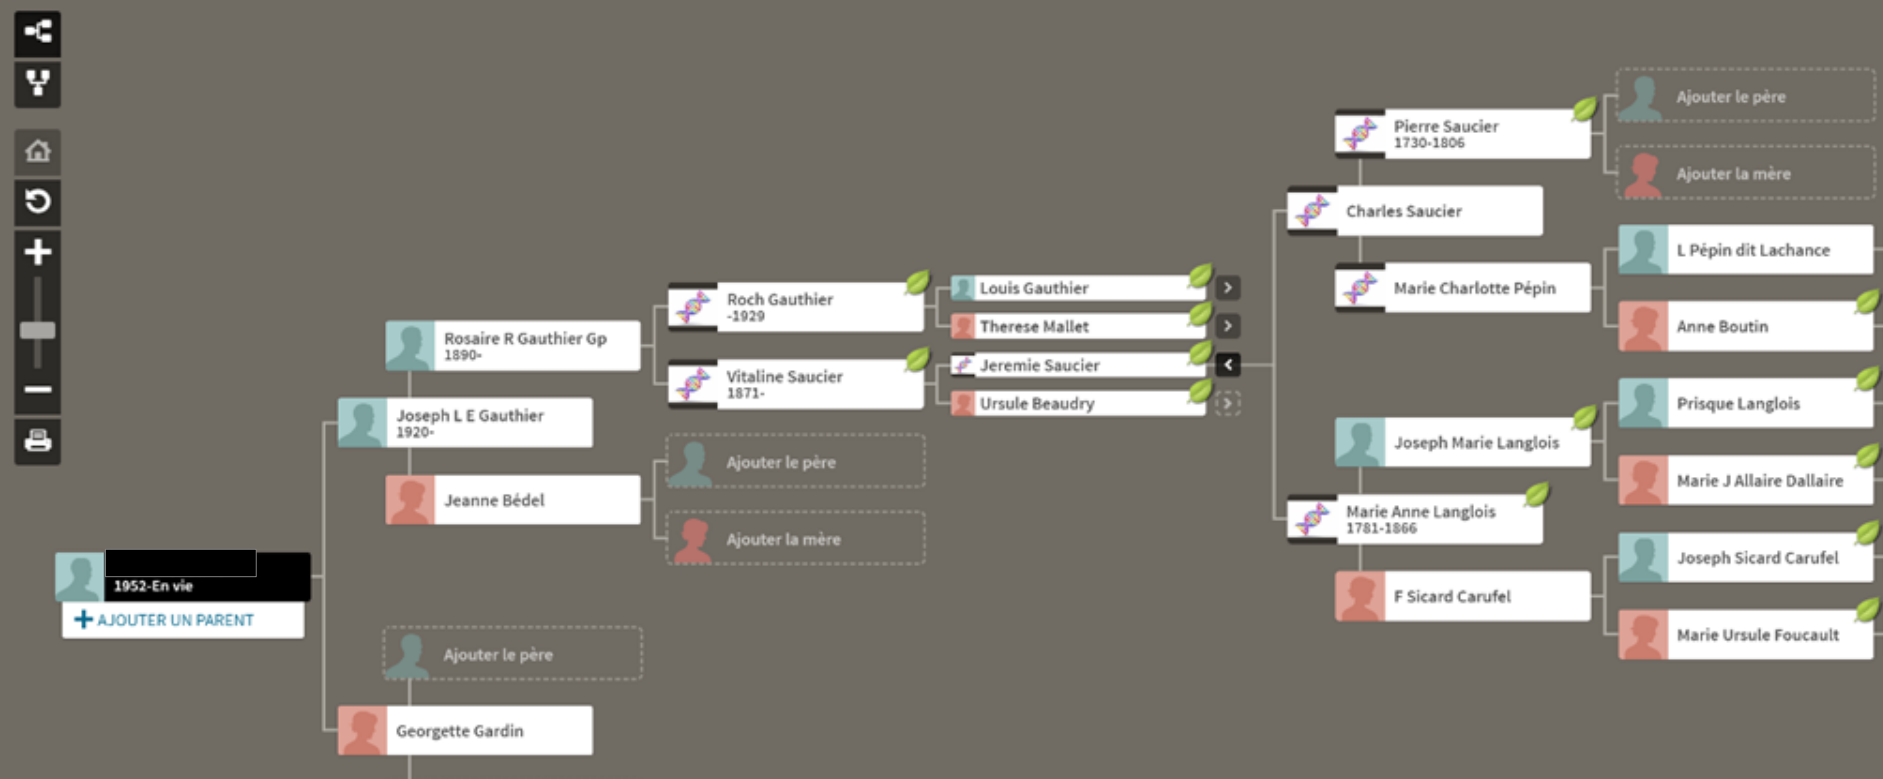 1952-En vie
AJOUTER UN PARENT
Joseph L E Gauthier
1920-
Georgette Gardin
Rosaire R Gauthier Gp
1890-
Jeanne Bédel
Ajouter le père
Roch Gauthier
-1929
Vitaline Saucier
1871-
Ajouter le père
Ajouter la mère
Louis Gauthier
Therese Mallet
Jeremie Saucier
Ursule Beaudry
Charles Saucier
Marie Anne Langlois
1781-1866
Pierre Saucier
1730-1806
Marie Charlotte Pépin
Joseph Marie Langlois
F Sicard Carufel
Ajouter le père
Ajouter la mère
L Pépin dit Lachance
Anne Boutin
Prisque Langlois
Marie J Allaire Dallaire
Joseph Sicard Carufel
Marie Ursule Foucault